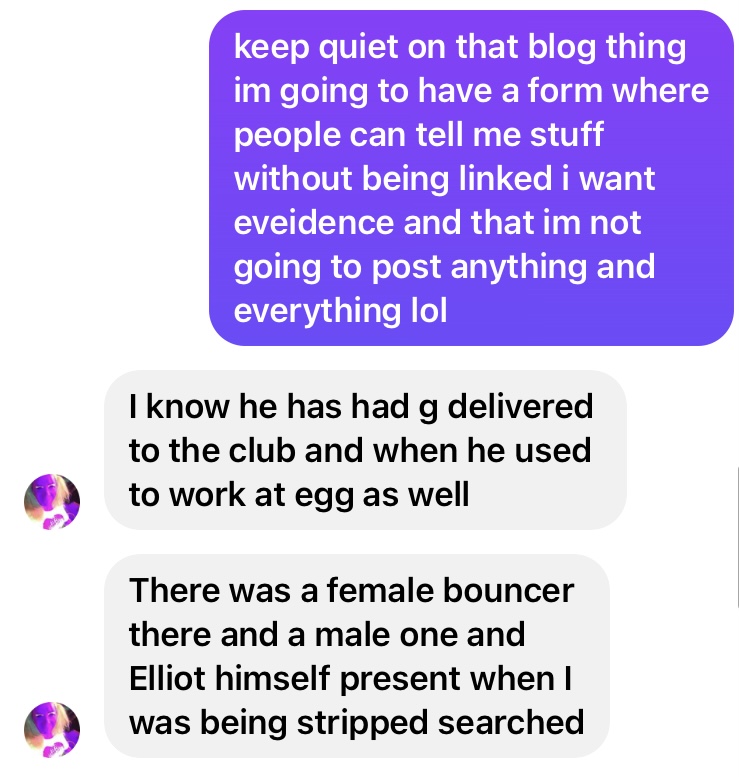 keep quiet on that blog thing
im going to have a form where
people can tell me stuff
without being linked i want
eveidence and that im not
going to post anything and
everything lol
I know he has had g delivered
to the club and when he used
to work at egg as well
There was a female bouncer
there and a male one and
Elliot himself present when I
was being stripped searched